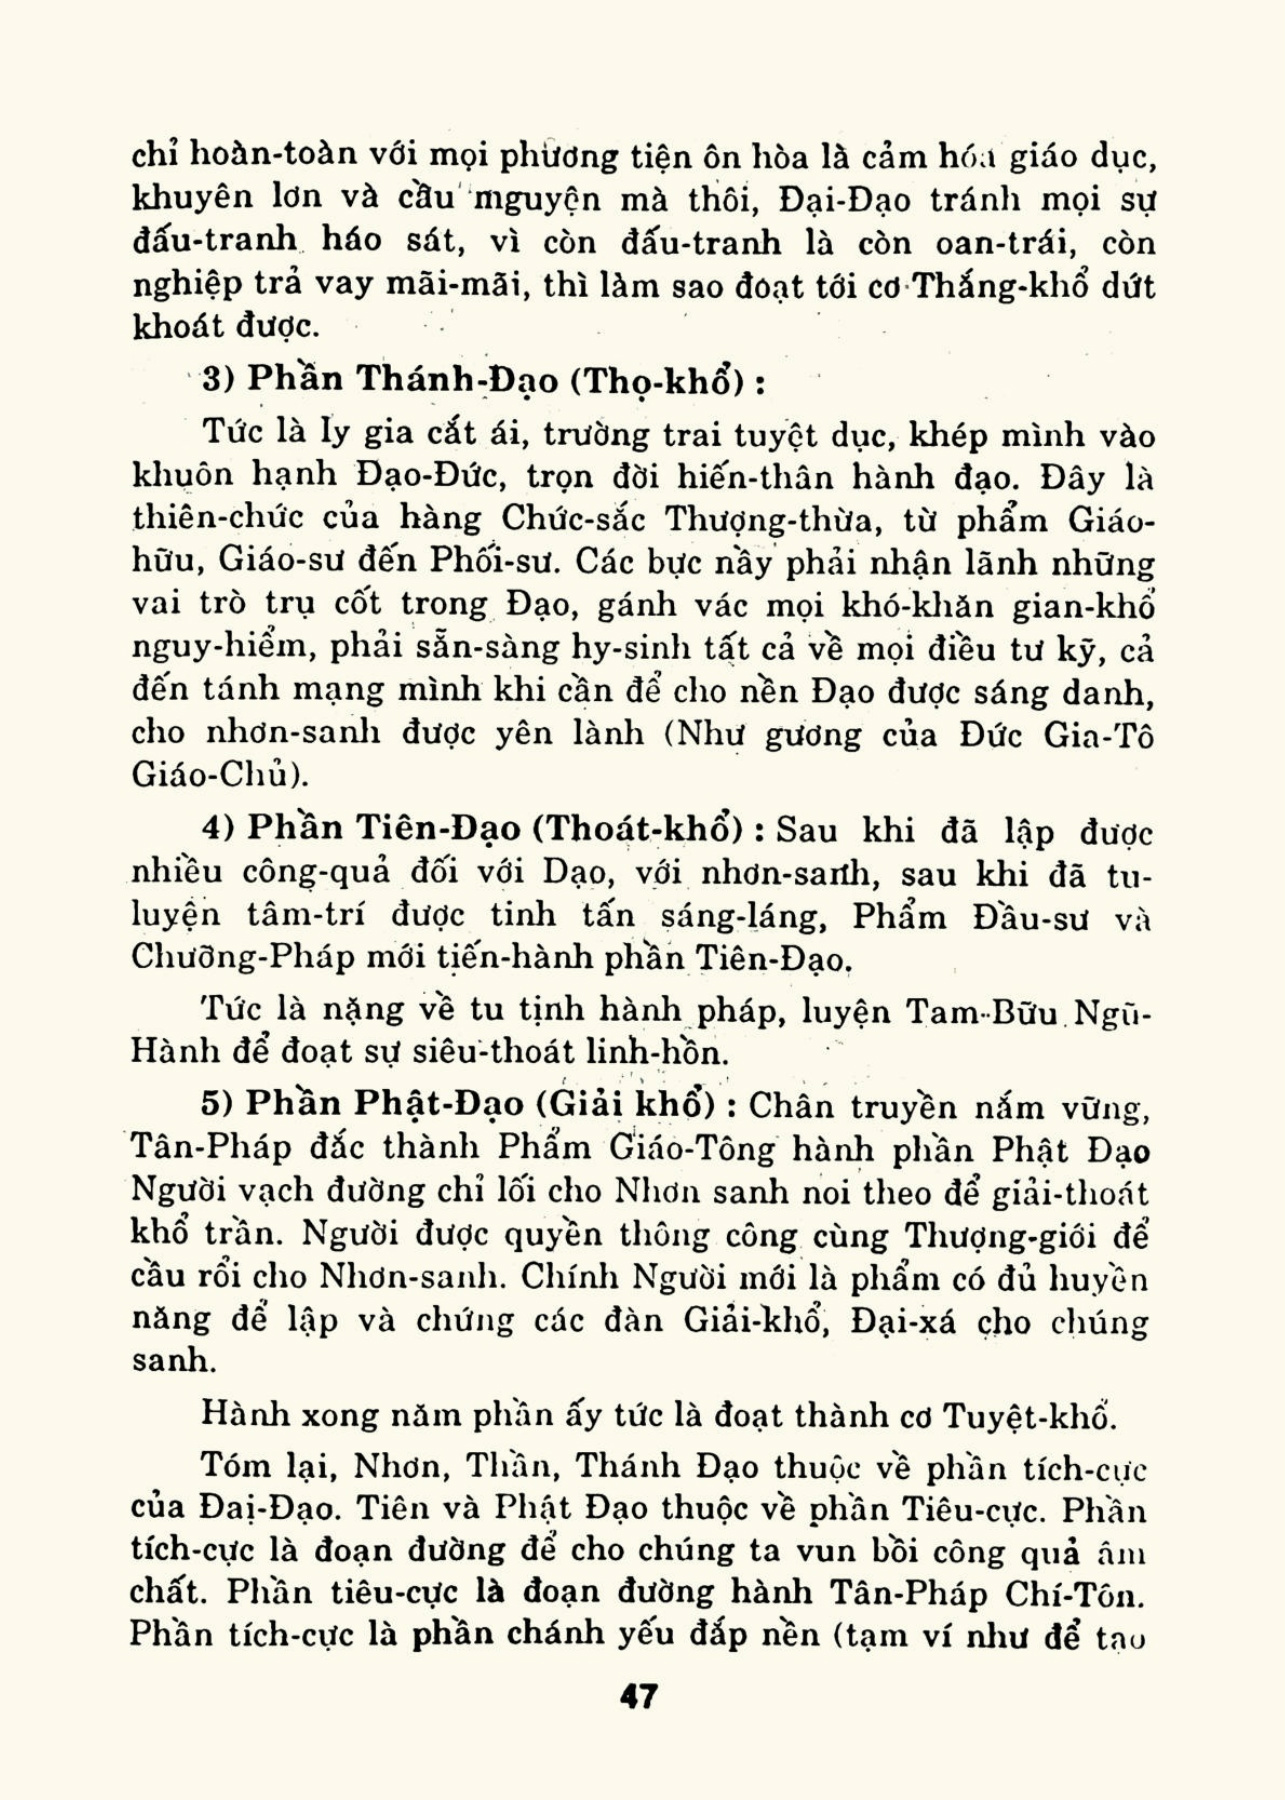 chỉ hoàn-toàn với mọi phương tiện ôn hòa là cảm hóa giáo dục,
khuyên lơn và cầu nguyện mà thôi, Đại-Đạo tránh mọi sự
đấu-tranh háo sát, vì còn đấu-tranh là còn oan-trái, còn
nghiệp trả vay mãi-mãi, thì làm sao đoạt tới cơ Thắng-khổ dứt
khoát được.
3) Phần Thánh-Đạo (Thọ-khổ) :
Tức là ly gia cắt ái, trường trai tuyệt dục, khép mình vào
khuôn hạnh Đạo-Đức, trọn đời hiến-thân hành đạo. Đây là
thiên-chức của hàng Chức-sắc Thượng-thừa, từ phẩm Giáo-
hữu, Giáo-sư đến Phối-sư. Các bực nầy phải nhận lãnh những
vai trò trụ cốt trong Đạo, gánh vác mọi khó-khăn gian-khổ
nguy-hiểm, phải sẵn-sàng hy-sinh tất cả về mọi điều tư kỹ, cả
đến tánh mạng mình khi cần để cho nền Đạo được sáng danh,
cho nhơn-sanh được yên lành (Như gương của Đức Gia-Tô
Giáo-Chủ).
4) Phần Tiên-Đạo (Thoát-khổ) : Sau khi đã lập được
nhiều công-quả đối với Dạo, với nhơn-sanh, sau khi đã tu-
luyện tâm-trí được tinh tấn sáng-láng, Phẩm Đầu-sư và
Chưỡng-Pháp mới tiến-hành phần Tiên-Đạo.
Tức là nặng về tu tịnh hành pháp, luyện Tam-Bữu Ngũ-
Hành để đoạt sự siêu-thoát linh-hồn.
5) Phần Phật-Đạo (Giải khổ) : Chân truyền nắm vững,
Tân-Pháp đắc thành Phẩm Giáo-Tông hành phần Phật Đạo
Người vạch đường chỉ lối cho Nhơn sanh noi theo để giải-thoát
khổ trần. Người được quyền thông công cùng Thượng-giới để
cầu rổi cho Nhơn-sanh. Chính Người mới là phẩm có đủ huyền
năng để lập và chứng các đàn Giải-khổ, Đại-xá cho chúng
sanh.
Hành xong năm phần ấy tức là đoạt thành cơ Tuyệt-khổ.
Tóm lại, Nhơn, Thần, Thánh Đạo thuộc về phần tích-cực
của Đại-Đạo. Tiên và Phật Đạo thuộc về phần Tiêu-cực. Phần
tích-cực là đoạn đường để cho chúng ta vun bồi công quả âm
chất. Phần tiêu-cực là đoạn đường hành Tân-Pháp Chí-Tôn.
Phần tích-cực là phần chánh yếu đắp nền (tạm ví như để tạo
47